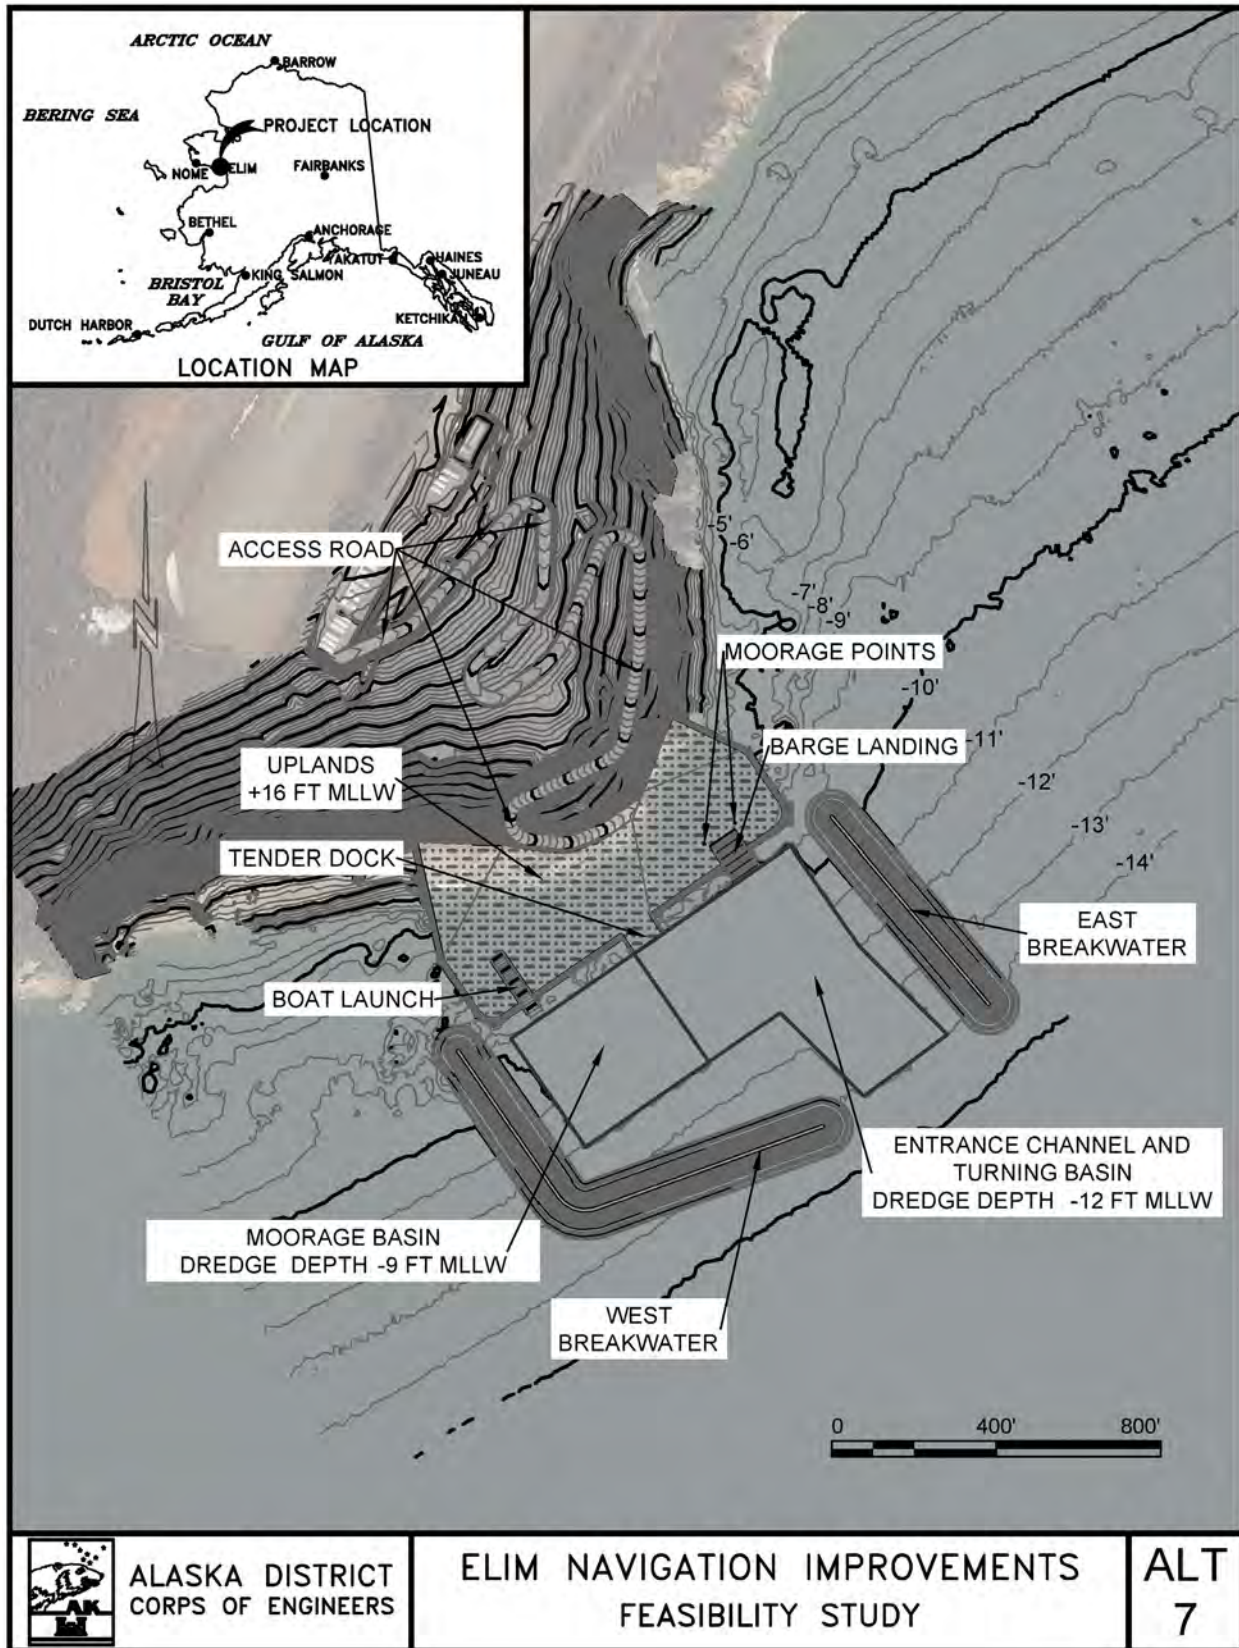 ARCTIC OCEAN
BARROW
BERING SEA
PROJECT LOCATION
NOME
ELIM
FAIRBANKS
BETHEL
ANCHORAGE
YAKATUT
HAINES
JUNEAU
BRISTOL
BAY
KING SALMON
KETCHIKAN
DUTCH HARBOR
GULF OF ALASKA
LOCATION MAP
-5'
-6'
ACCESS ROAD
-7'
-8'
-9'
MOORAGE POINTS
-10'
-11'
BARGE LANDING
UPLANDS
+16 FT MLLW
-12'
-13'
-14'
TENDER DOCK
EAST
BREAKWATER
BOAT LAUNCH
ENTRANCE CHANNEL AND
TURNING BASIN
DREDGE DEPTH -12 FT MLLW
MOORAGE BASIN
DREDGE DEPTH -9 FT MLLW
WEST
BREAKWATER
0 400' 800'
N
AK
ALASKA DISTRICT
CORPS OF ENGINEERS
ELIM NAVIGATION IMPROVEMENTS
FEASIBILITY STUDY
ALT
7